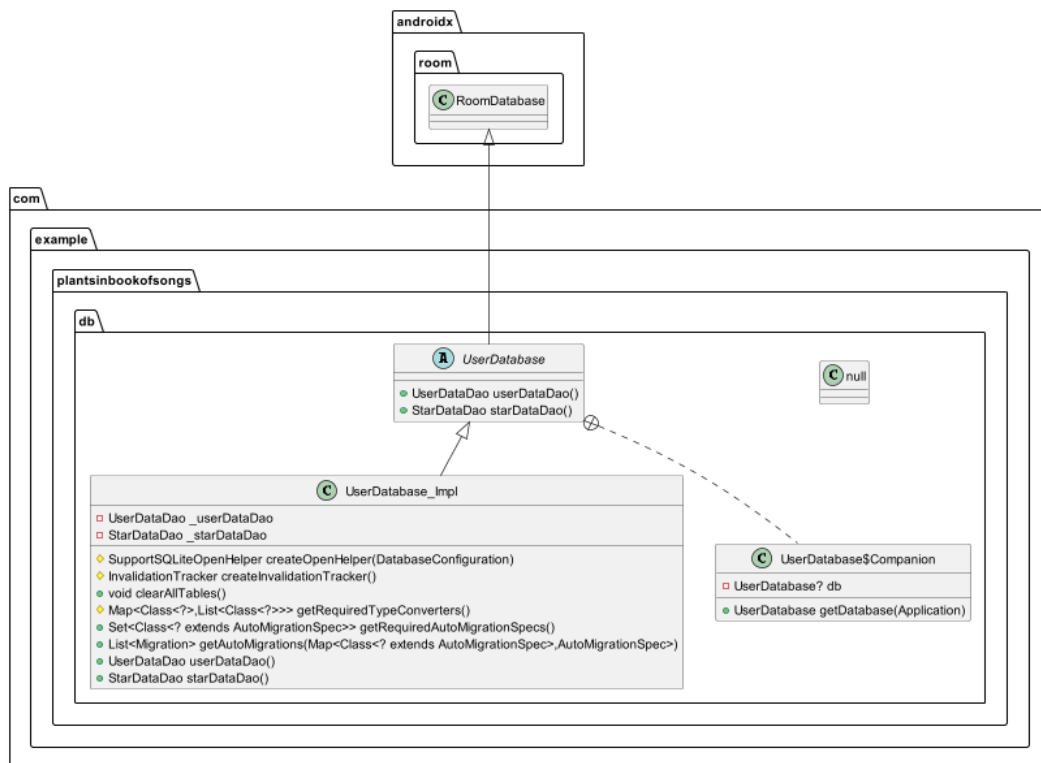 androidx
room
C RoomDatabase
com
example
plantsinbookofsongs
db
A UserDatabase
UserDataDao userDataDao()
StarDataDao starDataDao()
C null
C UserDatabase_Impl
UserDataDao _userDataDao
StarDataDao _starDataDao
SupportSQLiteOpenHelper createOpenHelper(DatabaseConfiguration)
InvalidationTracker createInvalidationTracker()
void clearAllTables()
Map<Class<?>,List<Class<?>>> getRequiredTypeConverters()
Set<Class<? extends AutoMigrationSpec>> getRequiredAutoMigrationSpecs()
List<Migration> getAutoMigrations(Map<Class<? extends AutoMigrationSpec>,AutoMigrationSpec>)
UserDataDao userDataDao()
StarDataDao starDataDao()
C UserDatabase$Companion
UserDatabase? db
UserDatabase getDatabase(Application)